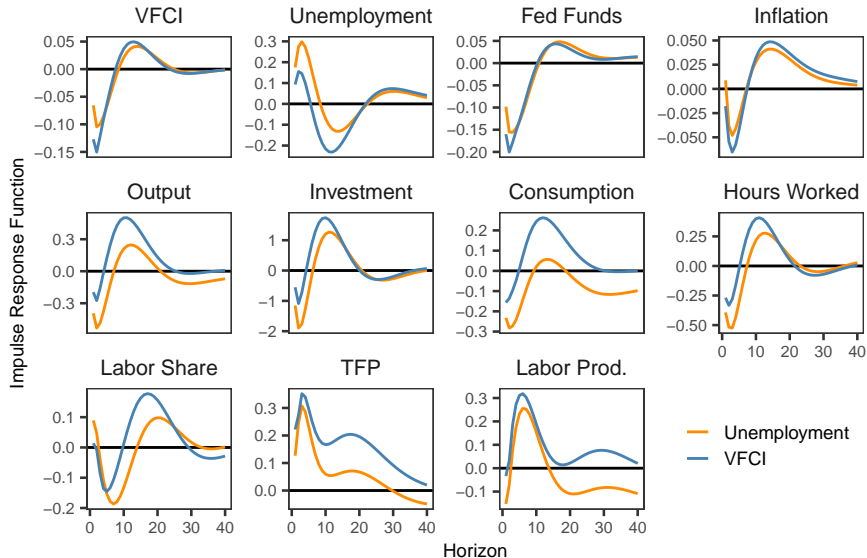 VFCI Unemployment Fed Funds Inflation
0.05 0.00 −0.05 −0.10 −0.15
0.3 0.2 0.1 0.0 −0.1 −0.2
0.05 0.00 −0.05 −0.10 −0.15 −0.20
0.050 0.025 0.000 −0.025 −0.050
Impulse Response Function
Output Investment Consumption Hours Worked
0.3 0.0 −0.3
1 0 −1 −2
0.2 0.1 0.0 −0.1 −0.2 −0.3
0.25 0.00 −0.25 −0.50
0 10 20 30 40
Labor Share TFP Labor Prod.
0.1 0.0 −0.1 −0.2
0.3 0.2 0.1 0.0
0.3 0.2 0.1 0.0 −0.1
0 10 20 30 40 0 10 20 30 40 0 10 20 30 40
Unemployment
VFCI
Horizon